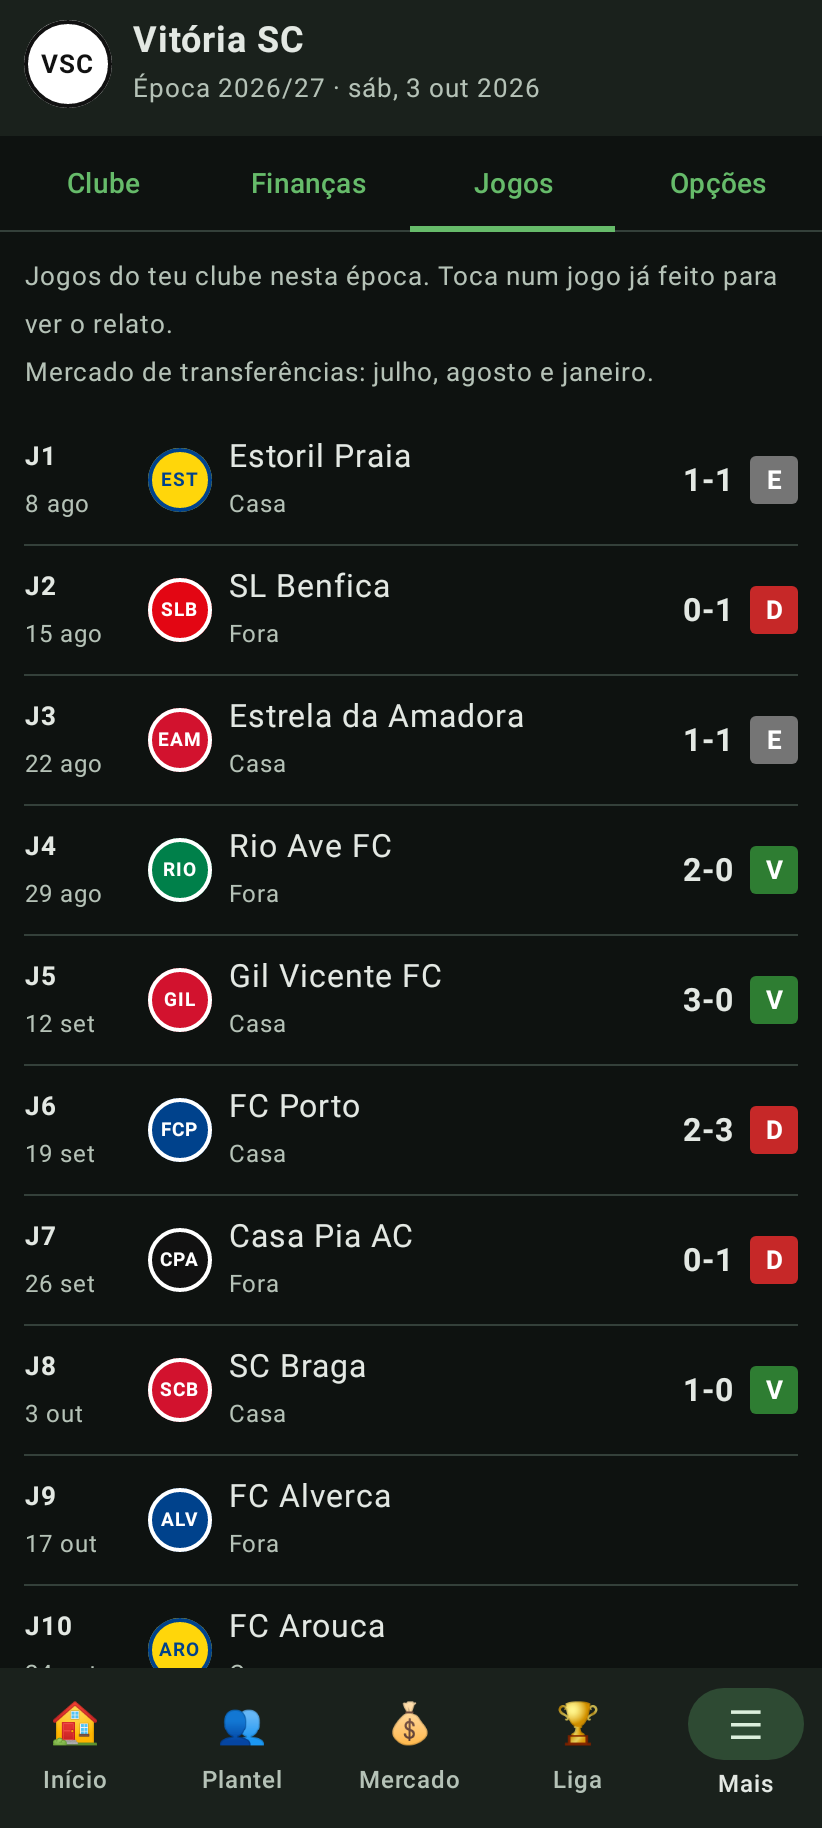 VSC
Vitória SC
Época 2026/27 · sáb, 3 out 2026
Clube
Finanças
Jogos
Opções
Jogos do teu clube nesta época. Toca num jogo já feito para
ver o relato.
Mercado de transferências: julho, agosto e janeiro.
J1
8 ago
EST
Estoril Praia
Casa
1-1
E
J2
15 ago
SLB
SL Benfica
Fora
0-1
D
J3
22 ago
EAM
Estrela da Amadora
Casa
1-1
E
J4
29 ago
RIO
Rio Ave FC
Fora
2-0
V
J5
12 set
GIL
Gil Vicente FC
Casa
3-0
V
J6
19 set
FCP
FC Porto
Casa
2-3
D
J7
26 set
CPA
Casa Pia AC
Fora
0-1
D
J8
3 out
SCB
SC Braga
Casa
1-0
V
J9
17 out
ALV
FC Alverca
Fora
J10
ARO
FC Arouca
Início
Plantel
Mercado
Liga
Mais